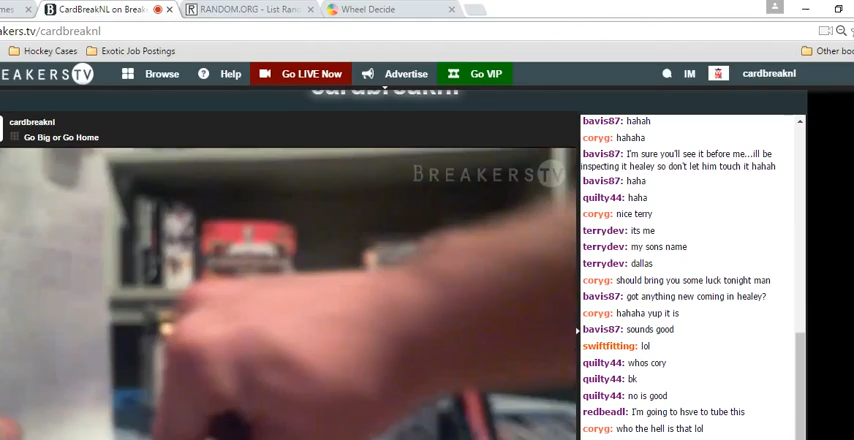 mes
CardBreakNL on Break
RANDOM.ORG - List Ran
Wheel Decide
akers.tv/cardbreaknl
Hockey Cases
Exotic Job Postings
Other boo
EAKERSTV
Browse
Help
Go LIVE Now
Advertise
Go VIP
IM
cardbreaknl
cardbreaknl
cardbreaknl
Go Big or Go Home
BREAKERSTV
bavis87: hahah
coryg: hahaha
bavis87: I'm sure you'll see it before me...ill be
inspecting it healey so don't let him touch it hahah
bavis87: haha
quilty44: haha
coryg: nice terry
terrydev: its me
terrydev: my sons name
terrydev: dallas
coryg: should bring you some luck tonight man
bavis87: got anything new coming in healey?
coryg: hahaha yup it is
bavis87: sounds good
swiftfitting: lol
quilty44: whos cory
quilty44: bk
quilty44: no is good
redbeadl: I'm going to hsve to tube this
coryg: who the hell is that lol